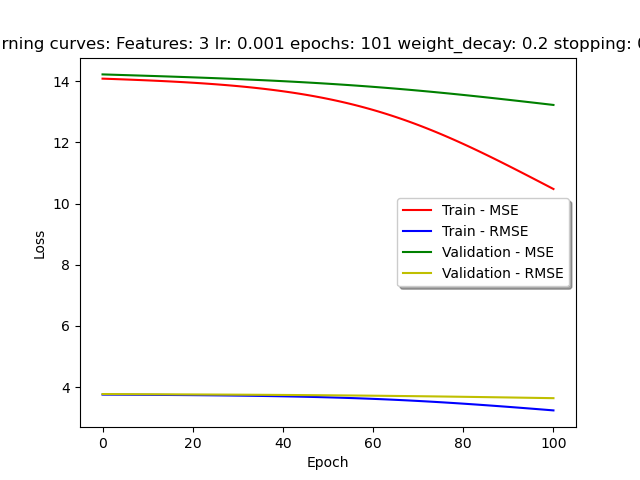 rning curves: Features: 3 lr: 0.001 epochs: 101 weight_decay: 0.2 stopping:
14
12
10
8
6
4
0
20
40
60
80
100
Loss
Epoch
Train - MSE
Train - RMSE
Validation - MSE
Validation - RMSE